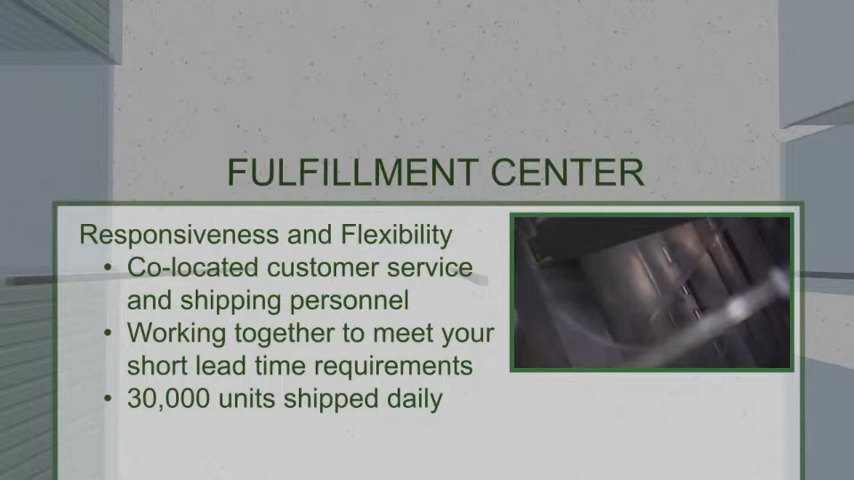 FULFILLMENT CENTER
Responsiveness and Flexibility
• Co-located customer service
and shipping personnel
• Working together to meet your
short lead time requirements
• 30,000 units shipped daily